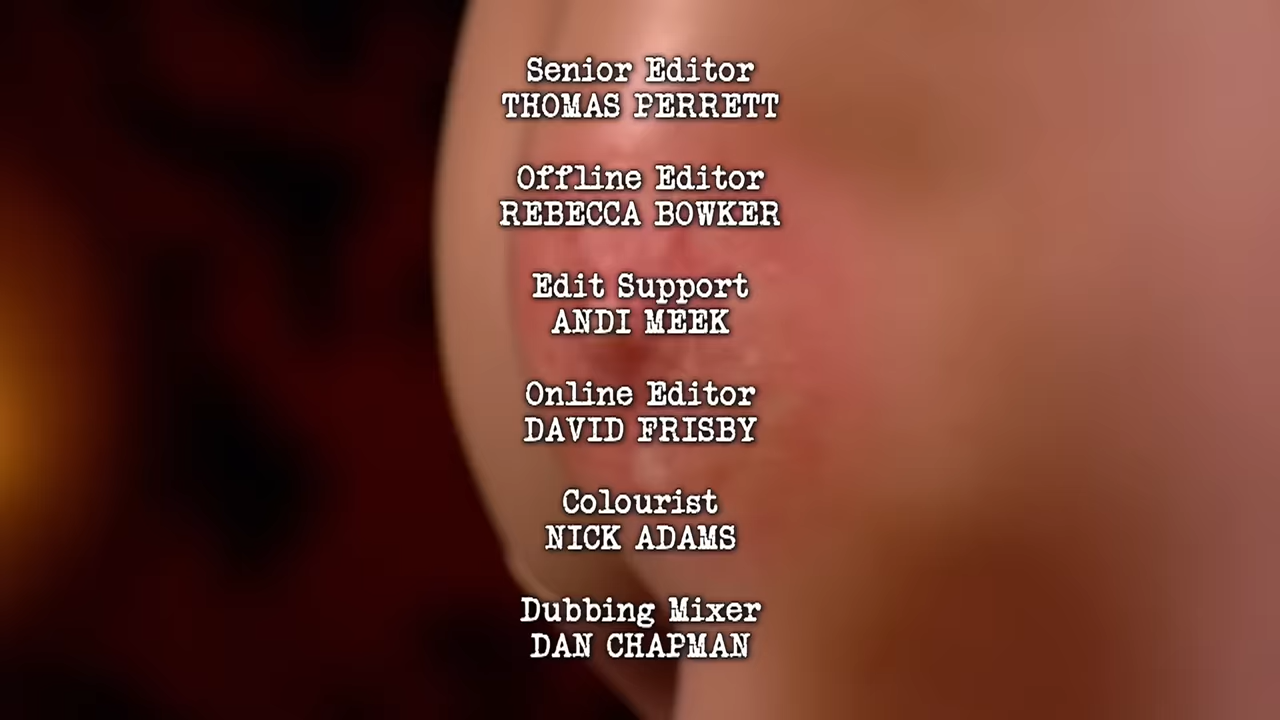 Senior Editor
THOMAS PERRETT
Offline Editor
REBECCA BOWKER
Edit Support
ANDI MEEK
Online Editor
DAVID FRISBY
Colourist
NICK ADAMS
Dubbing Mixer
DAN CHAPMAN